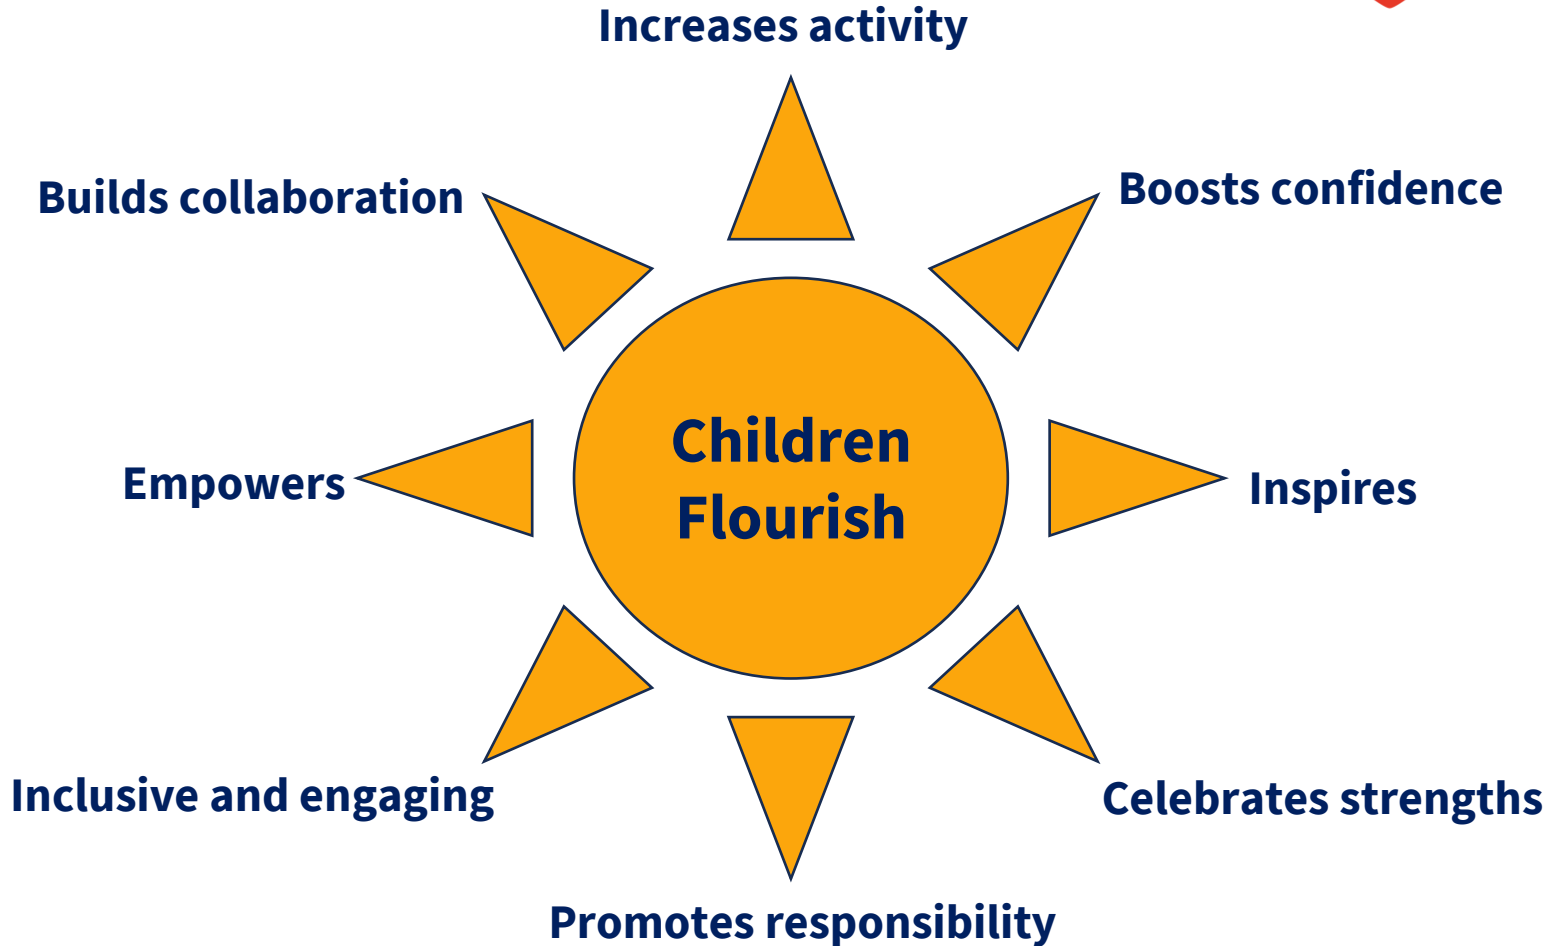 Increases activity
Builds collaboration
Boosts confidence
Children
Flourish
Empowers
Inspires
Inclusive and engaging
Celebrates strengths
Promotes responsibility